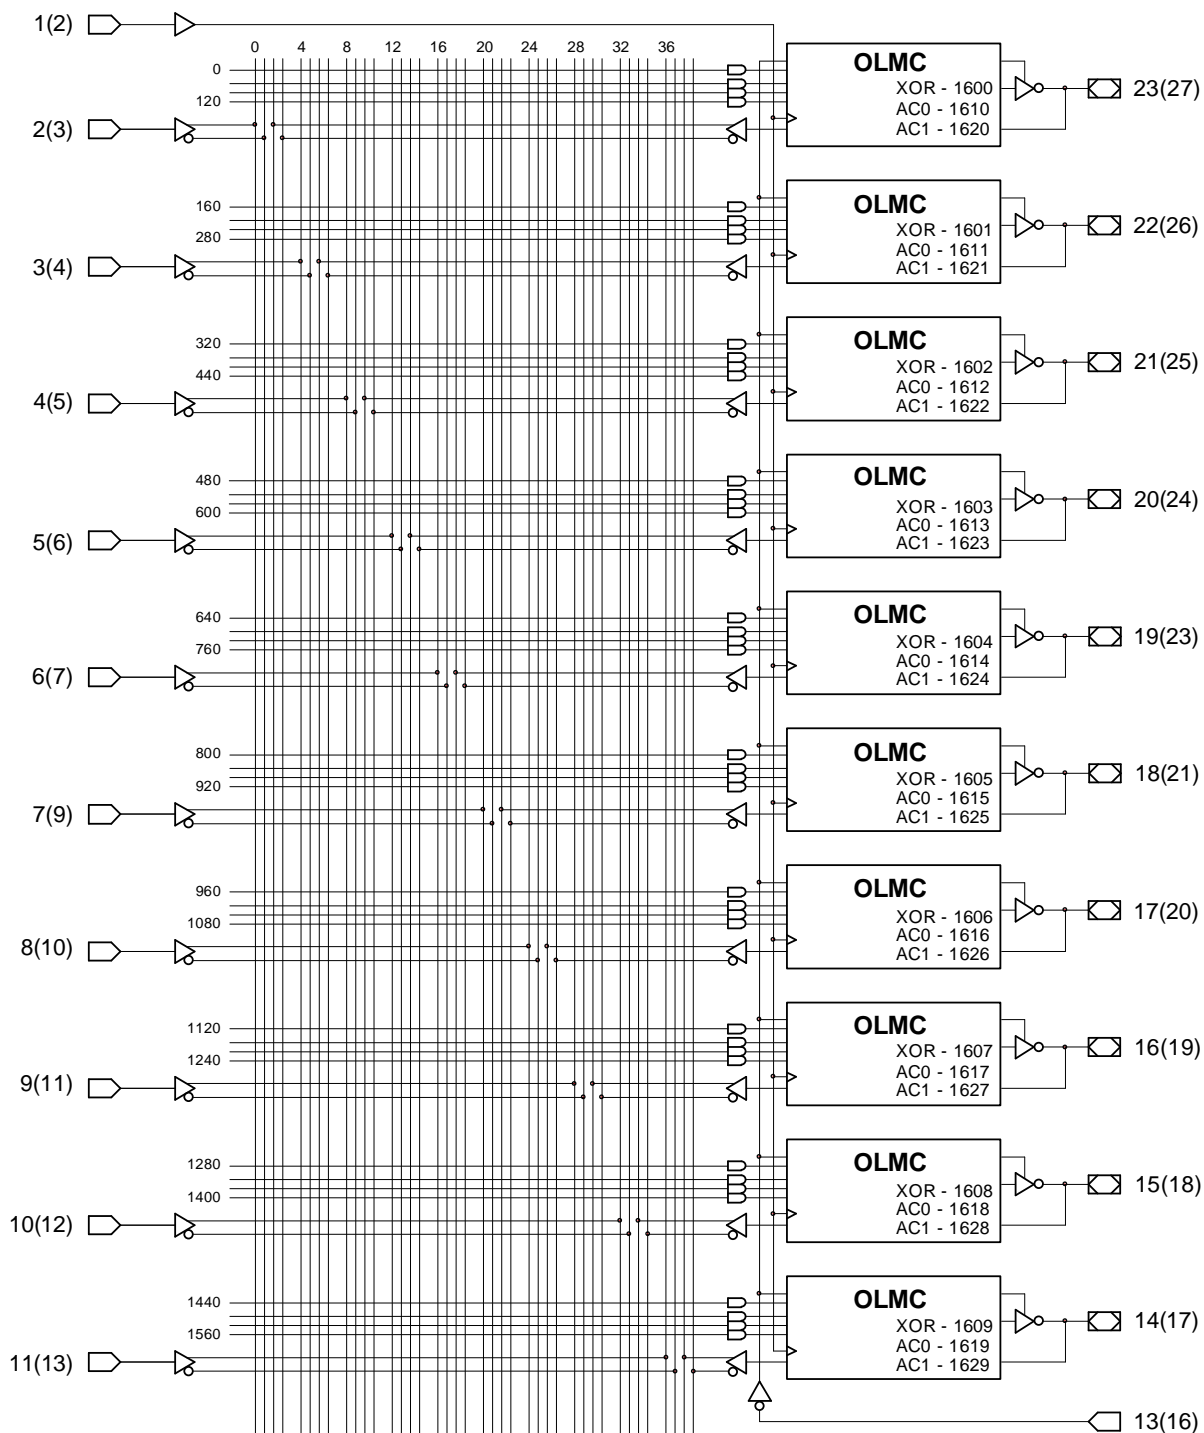 1(2)
0 4 8 12 16 20 24 28 32 36
0
OLMC
XOR - 1600
23(27)
120
AC0 - 1610
2(3)
AC1 - 1620
160
OLMC
280
XOR - 1601
22(26)
AC0 - 1611
3(4)
AC1 - 1621
320
OLMC
440
XOR - 1602
21(25)
AC0 - 1612
4(5)
AC1 - 1622
480
OLMC
600
XOR - 1603
20(24)
AC0 - 1613
5(6)
AC1 - 1623
640
OLMC
760
XOR - 1604
19(23)
AC0 - 1614
6(7)
AC1 - 1624
800
OLMC
920
XOR - 1605
18(21)
AC0 - 1615
7(9)
AC1 - 1625
960
OLMC
1080
XOR - 1606
17(20)
AC0 - 1616
8(10)
AC1 - 1626
1120
OLMC
1240
XOR - 1607
16(19)
AC0 - 1617
9(11)
AC1 - 1627
1280
OLMC
1400
XOR - 1608
15(18)
AC0 - 1618
10(12)
AC1 - 1628
1440
OLMC
1560
XOR - 1609
14(17)
AC0 - 1619
11(13)
AC1 - 1629
13(16)